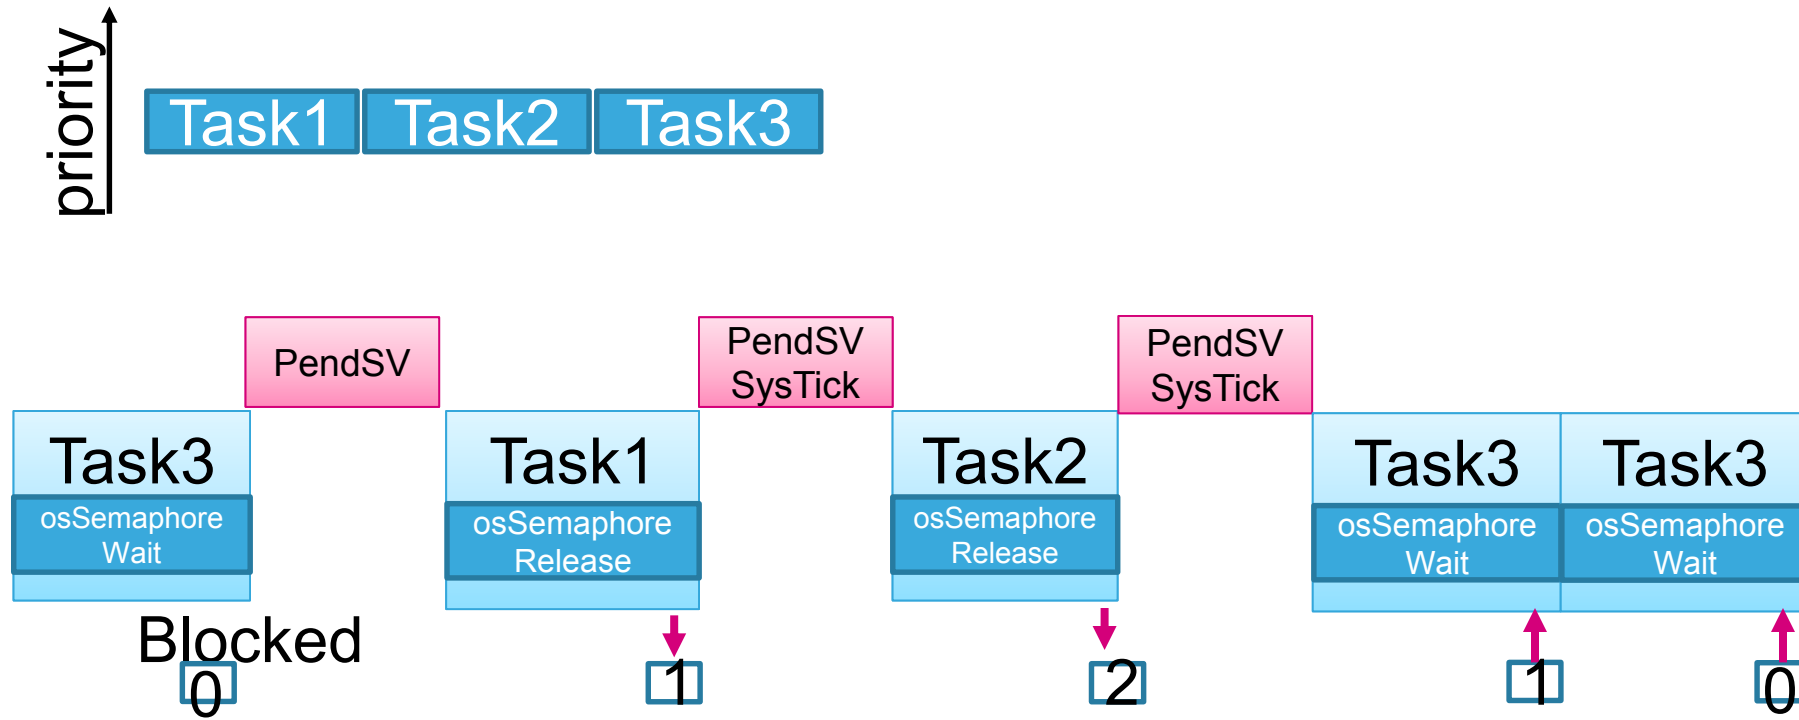 priority
Task1 Task2 Task3
PendSV
PendSV
SysTick
PendSV
SysTick
Task3
osSemaphore
Wait
Task1
osSemaphore
Release
Task2
osSemaphore
Release
Task3
osSemaphore
Wait
Task3
osSemaphore
Wait
Blocked
0
1
2
1
0